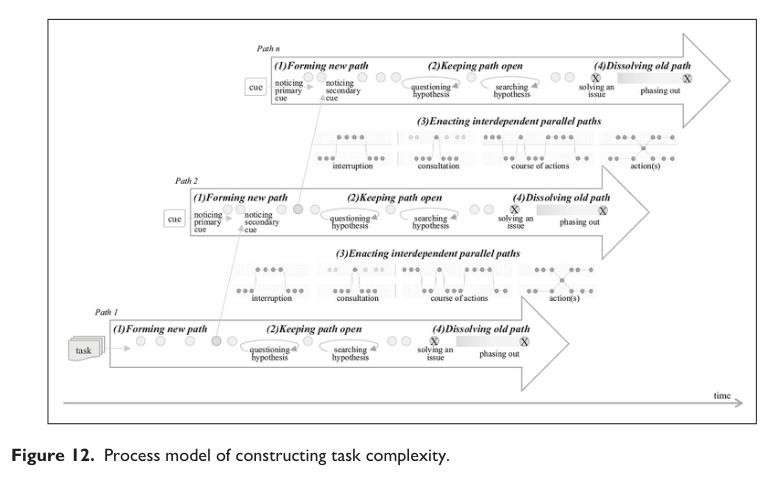 Path n
(1)Forming new path (2)Keeping path open (4)Dissolving old path
cue
noticing primary cue
noticing secondary cue
questioning hypothesis
searching hypothesis
X
solving an issue
X
phasing out
(3)Enacting interdependent parallel paths
interruption consultation course of actions action(s)
Path 2
(1)Forming new path (2)Keeping path open (4)Dissolving old path
cue
noticing primary cue
noticing secondary cue
questioning hypothesis
searching hypothesis
X
solving an issue
X
phasing out
(3)Enacting interdependent parallel paths
interruption consultation course of actions action(s)
Path 1
(1)Forming new path (2)Keeping path open (4)Dissolving old path
task
questioning hypothesis
searching hypothesis
X
solving an issue
X
phasing out
time
Figure 12. Process model of constructing task complexity.